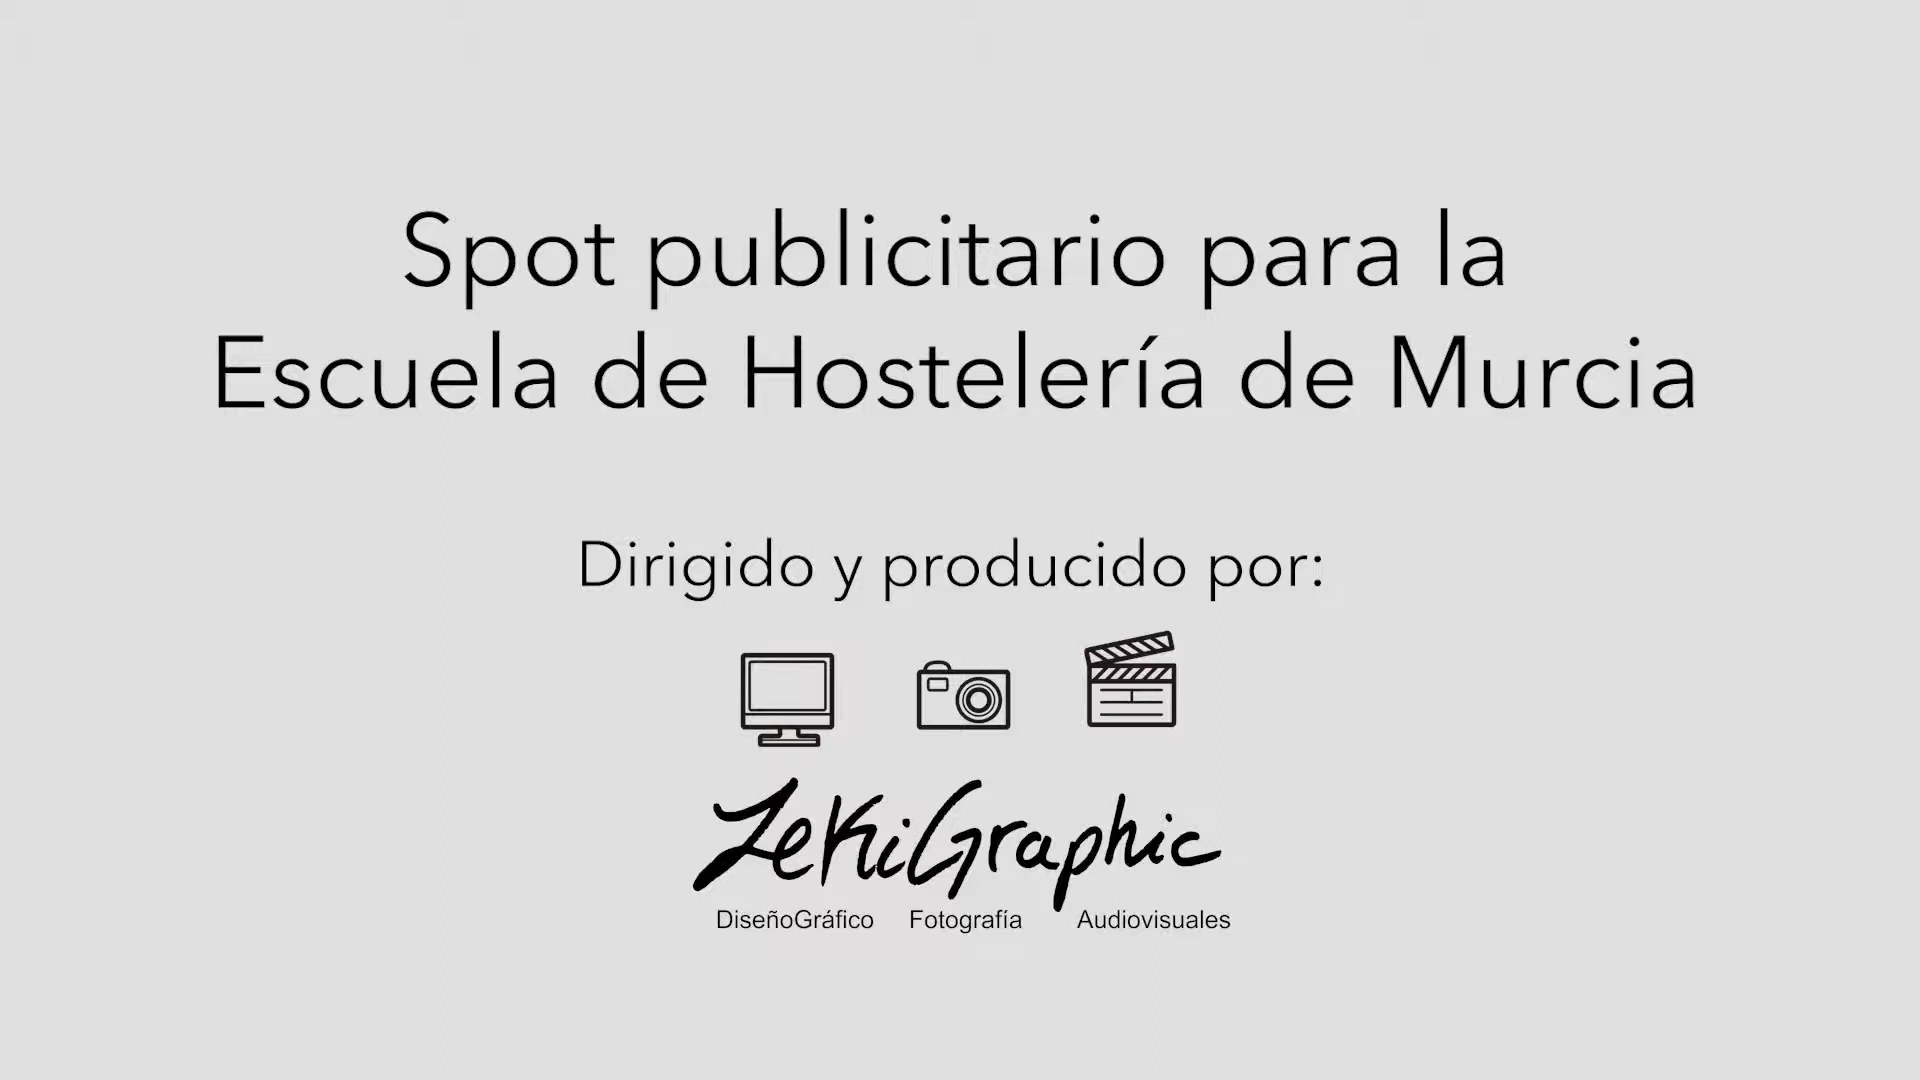 Spot publicitario para la
Escuela de Hostelería de Murcia
Dirigido y producido por:
ZeKiGraphic
DiseñoGráfico Fotografía Audiovisuales